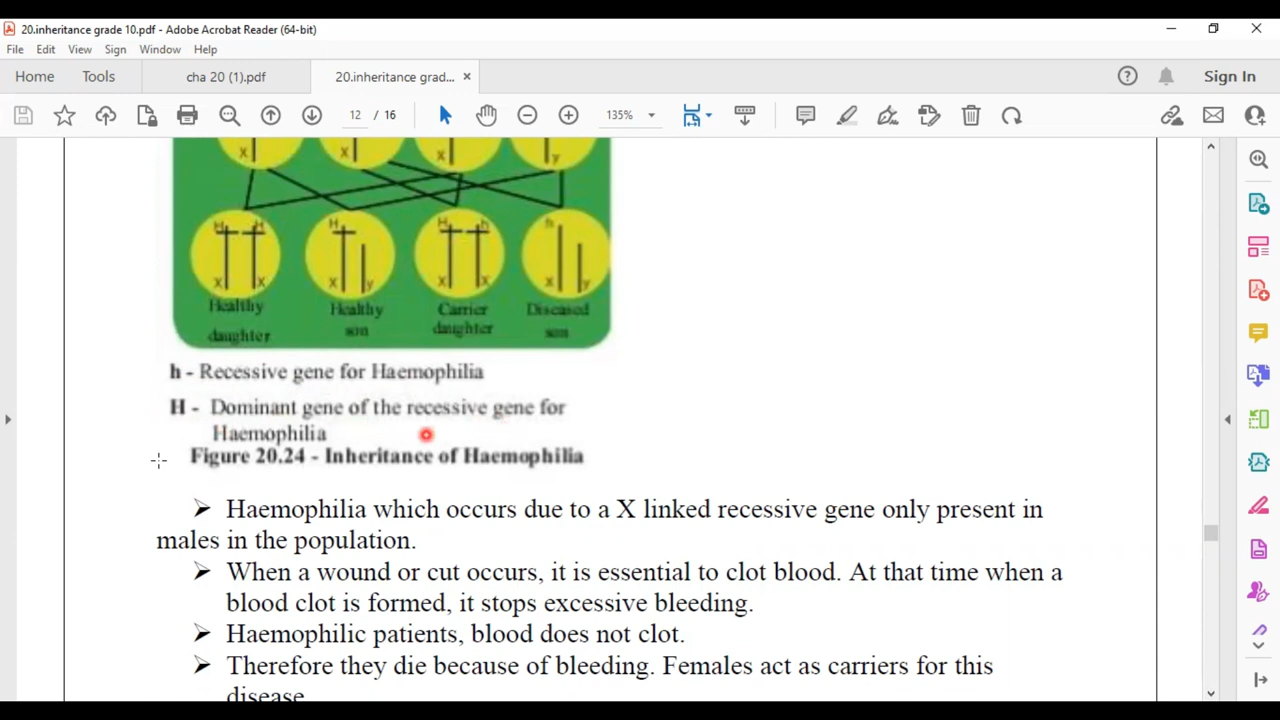 20.inheritance grade 10.pdf - Adobe Acrobat Reader (64-bit)
File Edit View Sign Window Help
Home Tools cha 20 (1).pdf 20.inheritance grad... × Sign In
12 / 16 135%
X X X y
H H H H h h
X X X y X X X y
Healthy daughter Healthy son Carrier daughter Diseased son
h - Recessive gene for Haemophilia
H - Dominant gene of the recessive gene for
Haemophilia
Figure 20.24 - Inheritance of Haemophilia
➢ Haemophilia which occurs due to a X linked recessive gene only present in
males in the population.
➢ When a wound or cut occurs, it is essential to clot blood. At that time when a
blood clot is formed, it stops excessive bleeding.
➢ Haemophilic patients, blood does not clot.
➢ Therefore they die because of bleeding. Females act as carriers for this
disease